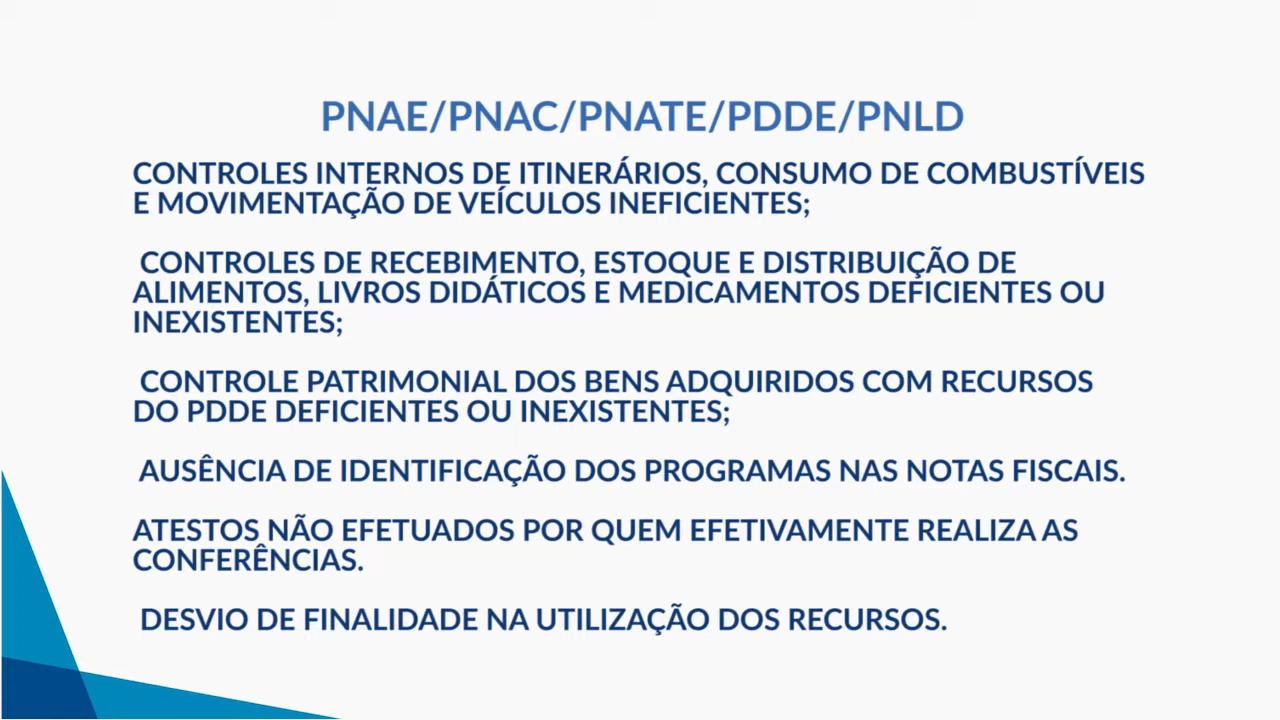 PNAE/PNAC/PNATE/PDDE/PNLD
CONTROLES INTERNOS DE ITINERÁRIOS, CONSUMO DE COMBUSTÍVEIS
E MOVIMENTAÇÃO DE VEÍCULOS INEFICIENTES;
CONTROLES DE RECEBIMENTO, ESTOQUE E DISTRIBUIÇÃO DE
ALIMENTOS, LIVROS DIDÁTICOS E MEDICAMENTOS DEFICIENTES OU
INEXISTENTES;
CONTROLE PATRIMONIAL DOS BENS ADQUIRIDOS COM RECURSOS
DO PDDE DEFICIENTES OU INEXISTENTES;
AUSÊNCIA DE IDENTIFICAÇÃO DOS PROGRAMAS NAS NOTAS FISCAIS.
ATESTOS NÃO EFETUADOS POR QUEM EFETIVAMENTE REALIZA AS
CONFERÊNCIAS.
DESVIO DE FINALIDADE NA UTILIZAÇÃO DOS RECURSOS.